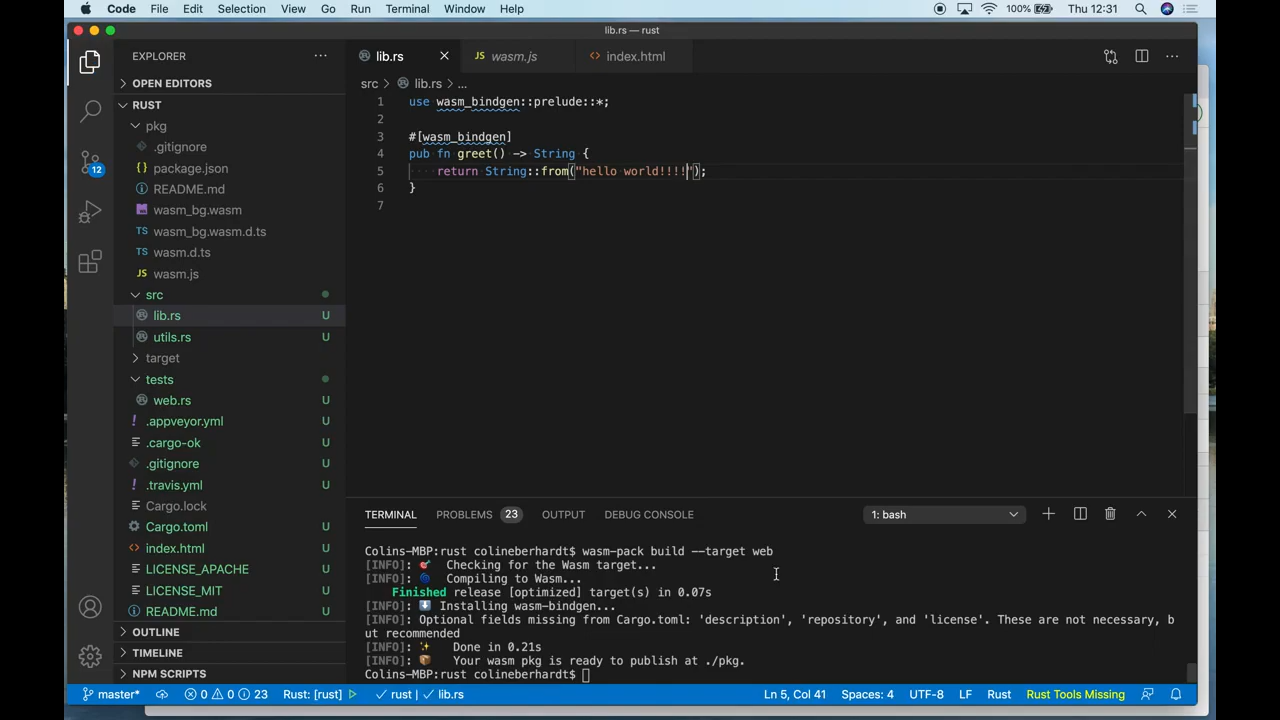 Code File Edit Selection View Go Run Terminal Window Help 100% Thu 12:31
lib.rs — rust
EXPLORER
lib.rs
JS wasm.js
index.html
OPEN EDITORS
src > lib.rs > ...
RUST
pkg
.gitignore
package.json
README.md
wasm_bg.wasm
wasm_bg.wasm.d.ts
wasm.d.ts
wasm.js
src
lib.rs U
utils.rs U
target
tests
web.rs U
.appveyor.yml U
.cargo-ok U
.gitignore U
.travis.yml U
Cargo.lock
Cargo.toml U
index.html U
LICENSE_APACHE U
LICENSE_MIT U
README.md U
OUTLINE
TIMELINE
NPM SCRIPTS
12
1 use wasm_bindgen::prelude::*;
2
3 #[wasm_bindgen]
4 pub fn greet() -> String {
5 return String::from("hello world!!!!");
6 }
7
TERMINAL PROBLEMS 23 OUTPUT DEBUG CONSOLE 1: bash
Colins-MBP:rust colineberhardt$ wasm-pack build --target web
[INFO]: 🎯 Checking for the Wasm target...
[INFO]: 🌀 Compiling to Wasm...
Finished release [optimized] target(s) in 0.07s
[INFO]: ⬇️ Installing wasm-bindgen...
[INFO]: Optional fields missing from Cargo.toml: 'description', 'repository', and 'license'. These are not necessary, b
ut recommended
[INFO]: ✨ Done in 0.21s
[INFO]: 📦 Your wasm pkg is ready to publish at ./pkg.
Colins-MBP:rust colineberhardt$
master* 0 0 23 Rust: [rust] rust | lib.rs Ln 5, Col 41 Spaces: 4 UTF-8 LF Rust Rust Tools Missing